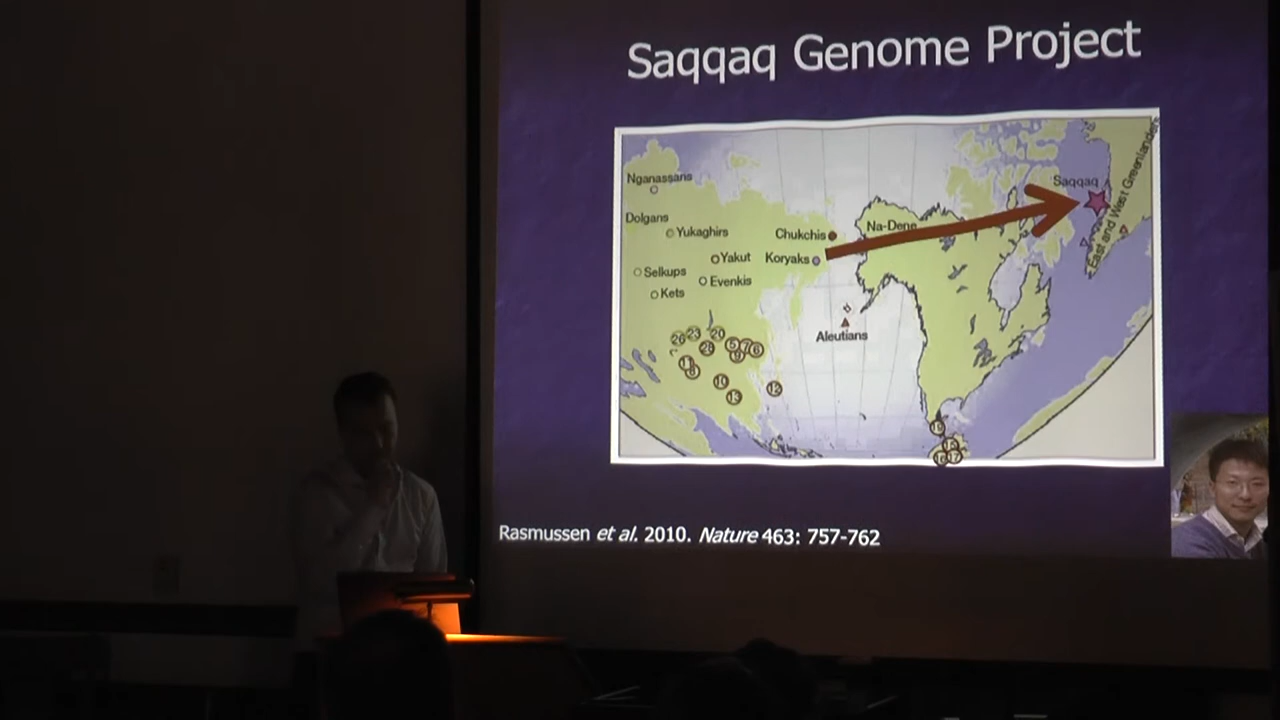 Saqqaq Genome Project
Nganassans
Saqqaq
East and West Greenlanders
Dolgans
Yukaghirs
Chukchis
Na-Dene
Yakut
Koryaks
Selkups
Evenkis
Kets
Aleutians
Rasmussen et al. 2010. Nature 463: 757-762